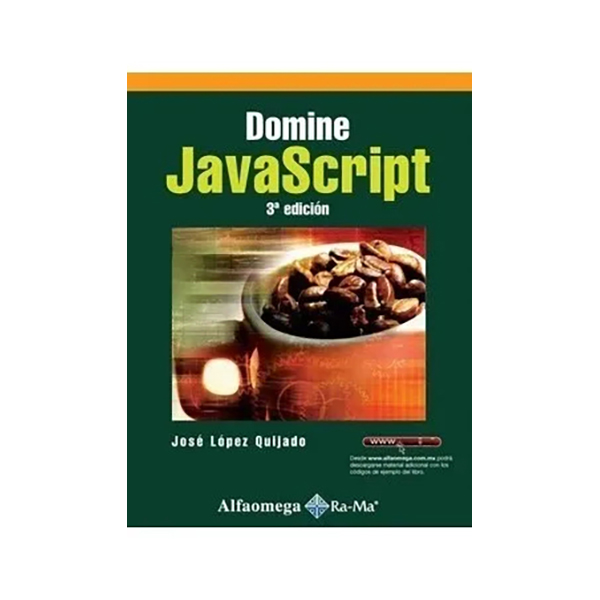 Domine
JavaScript
3ª edición
José López Quijado
www
Desde www.alfaomega.com.mx podrá
descargarse material adicional con los
códigos de ejemplo del libro.
Alfaomega Ra-Ma®